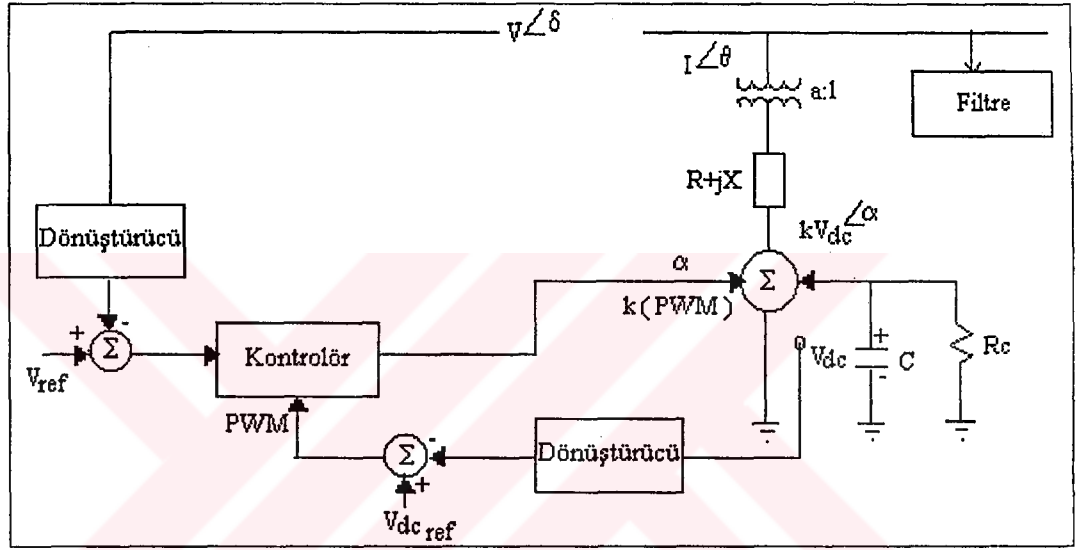 V∠δ
I∠θ
a:1
Filtre
R+jX
Dönüştürücü
kVdc∠α
α
Σ
k(PWM)
+
-
Σ
Vref
Kontrolör
Vdc
+
-
C
Rc
PWM
-
Σ
+
Dönüştürücü
Vdc ref